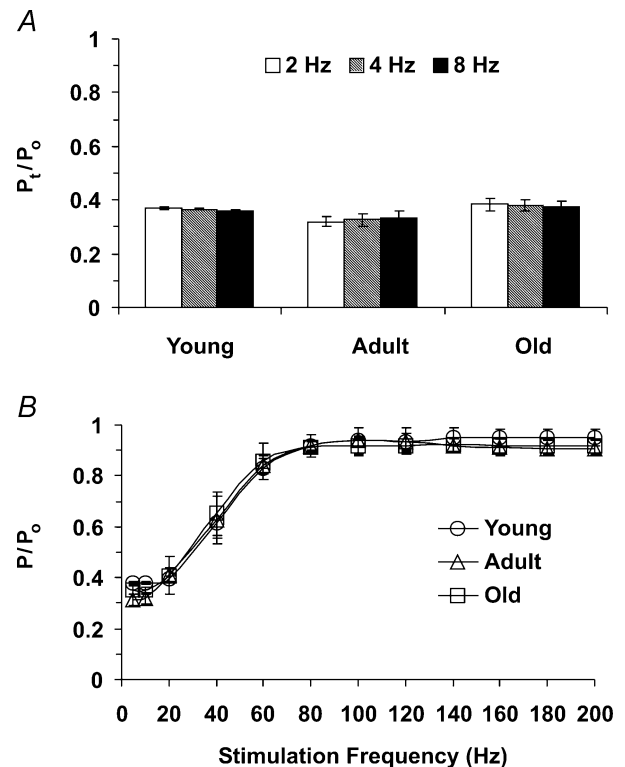 A
1
2 Hz 4 Hz 8 Hz
0.8
0.6
Pt/Po
0.4
0.2
0
Young Adult Old
B
1
0.8
P/Po
0.6
Young
Adult
Old
0.4
0.2
0
0 20 40 60 80 100 120 140 160 180 200
Stimulation Frequency (Hz)